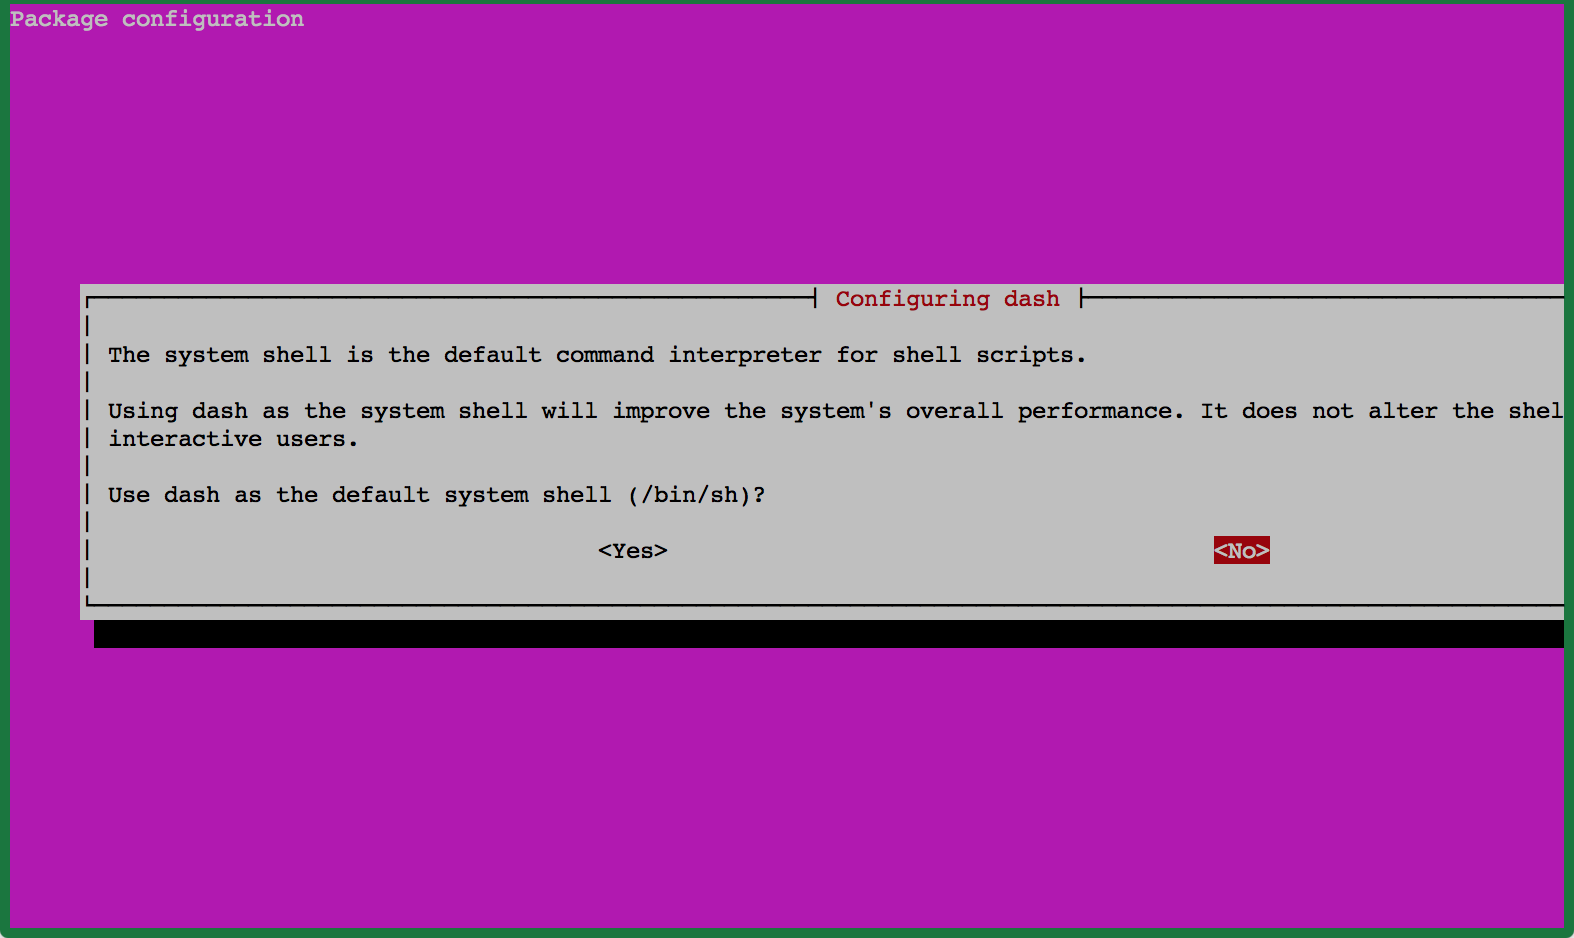 Package configuration
Configuring dash
The system shell is the default command interpreter for shell scripts.
Using dash as the system shell will improve the system's overall performance. It does not alter the shel
interactive users.
Use dash as the default system shell (/bin/sh)?
<Yes> <No>